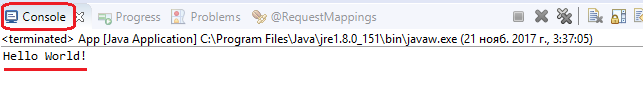 Console Progress Problems @RequestMappings
<terminated> App [Java Application] C:\Program Files\Java\jre1.8.0_151\bin\javaw.exe (21 нояб. 2017 г., 3:37:05)
Hello World!